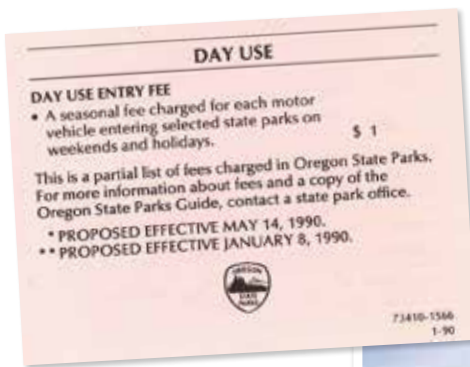 DAY USE
DAY USE ENTRY FEE
• A seasonal fee charged for each motor
vehicle entering selected state parks on
weekends and holidays. $ 1
This is a partial list of fees charged in Oregon State Parks.
For more information about fees and a copy of the
Oregon State Parks Guide, contact a state park office.
* PROPOSED EFFECTIVE MAY 14, 1990.
** PROPOSED EFFECTIVE JANUARY 8, 1990.
OREGON
STATE
PARKS
73410-1566
1-90